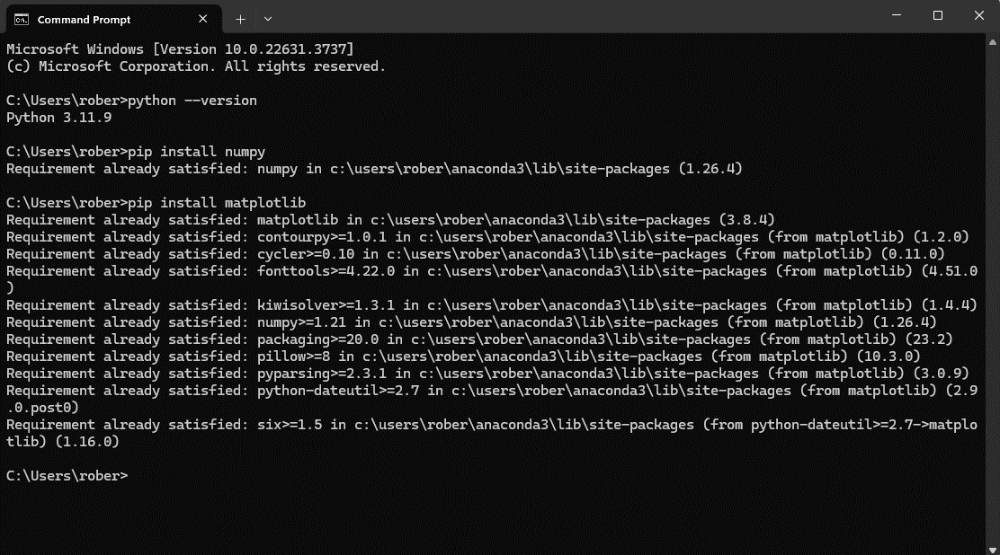 Command Prompt
Microsoft Windows [Version 10.0.22631.3737]
(c) Microsoft Corporation. All rights reserved.
C:\Users\rober>python --version
Python 3.11.9
C:\Users\rober>pip install numpy
Requirement already satisfied: numpy in c:\users\rober\anaconda3\lib\site-packages (1.26.4)
C:\Users\rober>pip install matplotlib
Requirement already satisfied: matplotlib in c:\users\rober\anaconda3\lib\site-packages (3.8.4)
Requirement already satisfied: contourpy>=1.0.1 in c:\users\rober\anaconda3\lib\site-packages (from matplotlib) (1.2.0)
Requirement already satisfied: cycler>=0.10 in c:\users\rober\anaconda3\lib\site-packages (from matplotlib) (0.11.0)
Requirement already satisfied: fonttools>=4.22.0 in c:\users\rober\anaconda3\lib\site-packages (from matplotlib) (4.51.0
)
Requirement already satisfied: kiwisolver>=1.3.1 in c:\users\rober\anaconda3\lib\site-packages (from matplotlib) (1.4.4)
Requirement already satisfied: numpy>=1.21 in c:\users\rober\anaconda3\lib\site-packages (from matplotlib) (1.26.4)
Requirement already satisfied: packaging>=20.0 in c:\users\rober\anaconda3\lib\site-packages (from matplotlib) (23.2)
Requirement already satisfied: pillow>=8 in c:\users\rober\anaconda3\lib\site-packages (from matplotlib) (10.3.0)
Requirement already satisfied: pyparsing>=2.3.1 in c:\users\rober\anaconda3\lib\site-packages (from matplotlib) (3.0.9)
Requirement already satisfied: python-dateutil>=2.7 in c:\users\rober\anaconda3\lib\site-packages (from matplotlib) (2.9
.0.post0)
Requirement already satisfied: six>=1.5 in c:\users\rober\anaconda3\lib\site-packages (from python-dateutil>=2.7->matplo
tlib) (1.16.0)
C:\Users\rober>